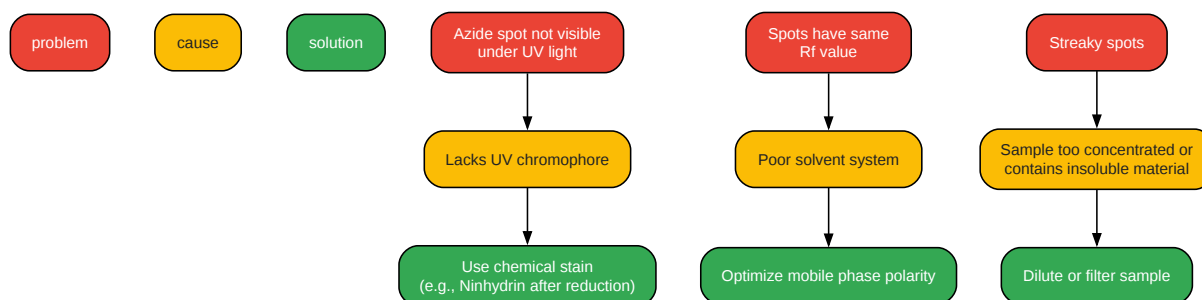 problem
cause
solution
Azide spot not visible
under UV light
Spots have same
Rf value
Streaky spots
Lacks UV chromophore
Poor solvent system
Sample too concentrated or
contains insoluble material
Use chemical stain
(e.g., Ninhydrin after reduction)
Optimize mobile phase polarity
Dilute or filter sample